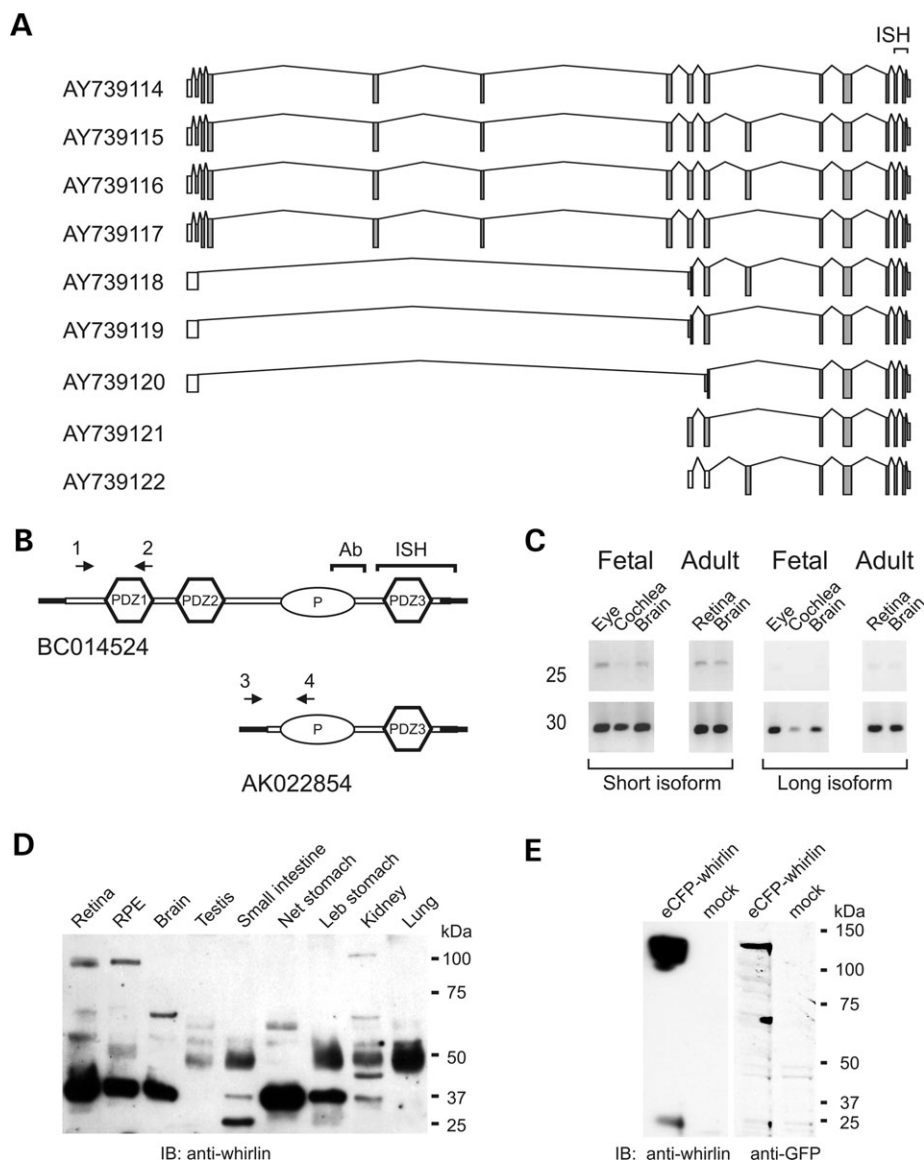 A
ISH
AY739114
AY739115
AY739116
AY739117
AY739118
AY739119
AY739120
AY739121
AY739122
B
1 2 Ab ISH
PDZ1 PDZ2 P PDZ3
BC014524
3 4
P PDZ3
AK022854
C
Fetal Adult Fetal Adult
Eye Cochlea Brain Retina Brain Eye Cochlea Brain Retina Brain
25
30
Short isoform Long isoform
D
Retina RPE Brain Testis Small intestine Net stomach Leb stomach Kidney Lung
kDa
100
75
50
37
25
IB: anti-whirlin
E
eCFP-whirlin mock eCFP-whirlin mock
kDa
150
100
75
50
37
25
IB: anti-whirlin anti-GFP